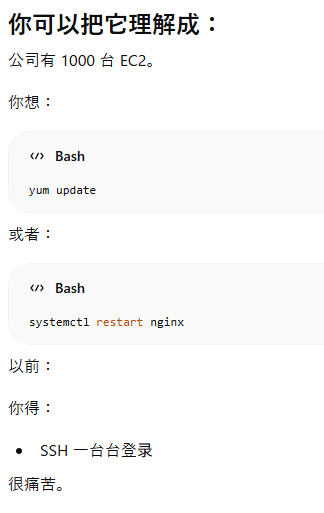 你可以把它理解成：
公司有 1000 台 EC2。
你想：
</> Bash
yum update
或者：
</> Bash
systemctl restart nginx
以前：
你得：
• SSH 一台台登录
很痛苦。